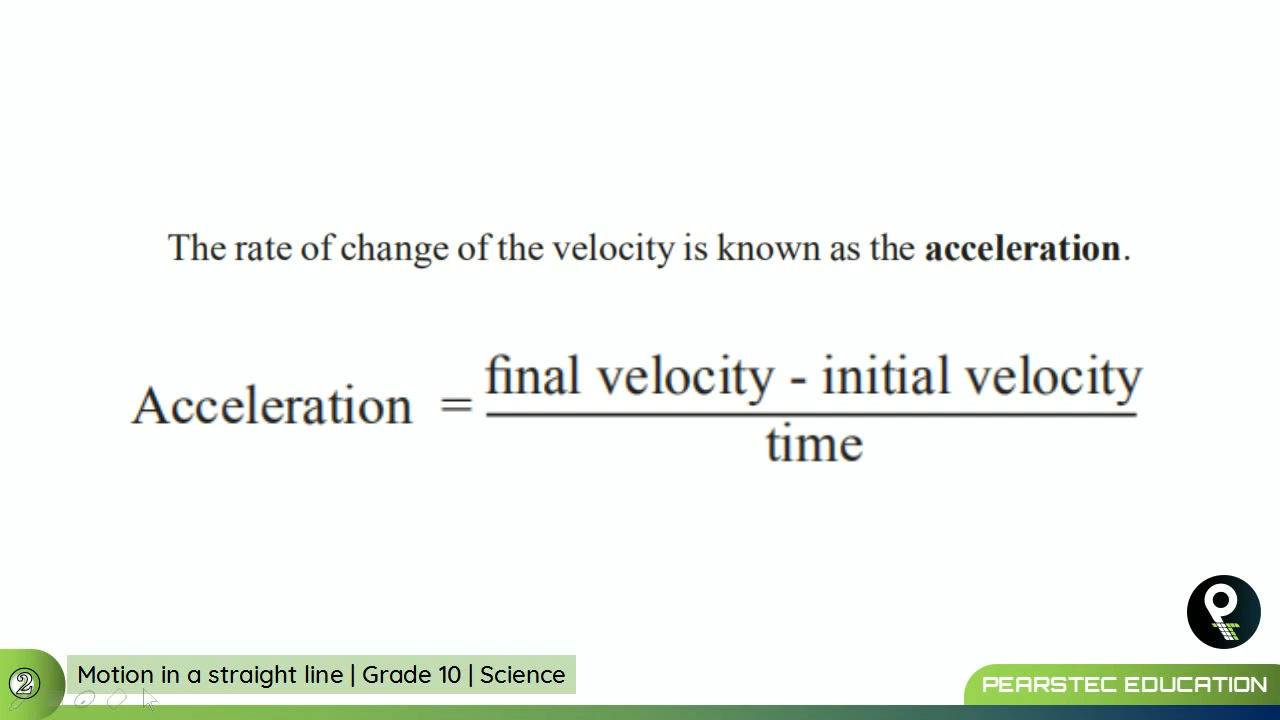 The rate of change of the velocity is known as the acceleration.
Acceleration = final velocity - initial velocity
time
2
Motion in a straight line | Grade 10 | Science
PEARSTEC EDUCATION